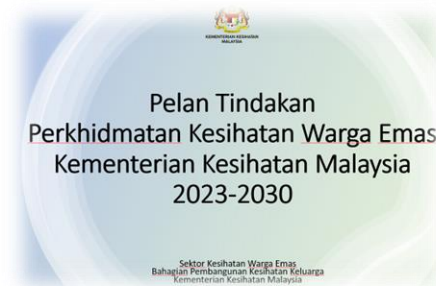 KEMENTERIAN KESIHATAN
MALAYSIA
Pelan Tindakan
Perkhidmatan Kesihatan Warga Emas
Kementerian Kesihatan Malaysia
2023-2030
Sektor Kesihatan Warga Emas
Bahagian Pembangunan Kesihatan Keluarga
Kementerian Kesihatan Malaysia